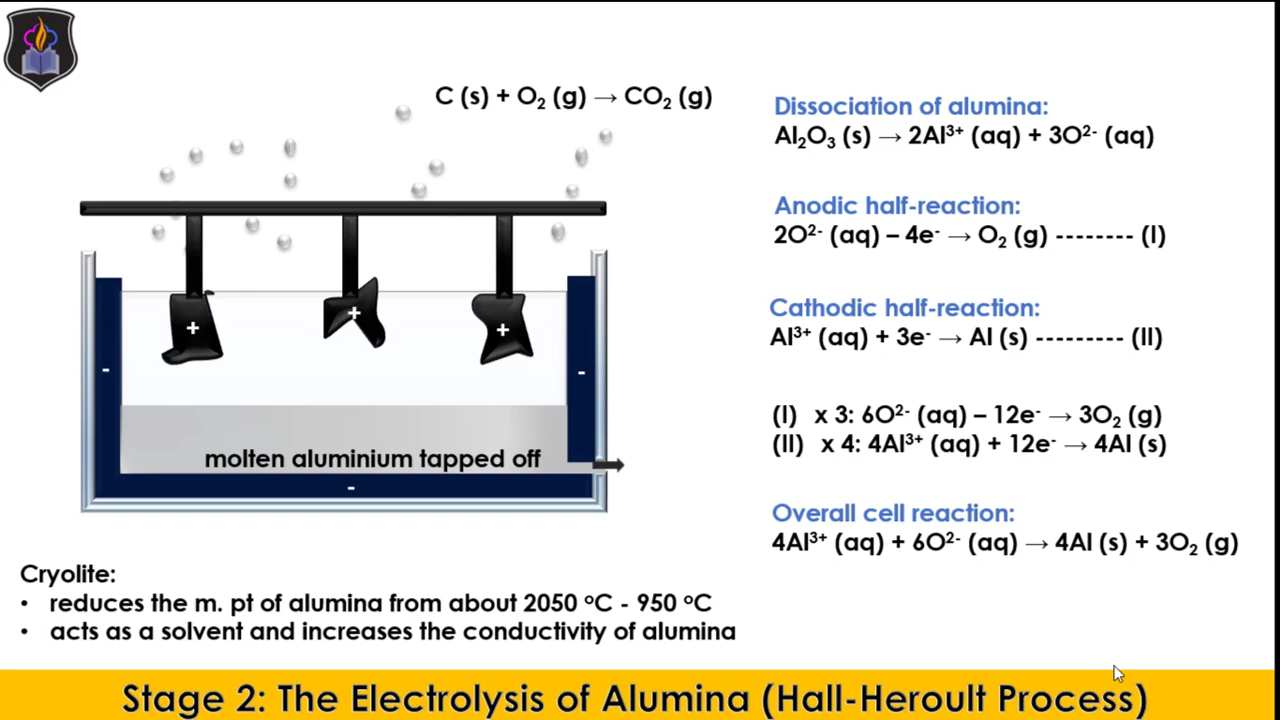 C (s) + O₂ (g) → CO₂ (g)
+
+
+
-
-
molten aluminium tapped off
-
Cryolite:
• reduces the m. pt of alumina from about 2050 ᵒC - 950 ᵒC
• acts as a solvent and increases the conductivity of alumina
Dissociation of alumina:
Al₂O₃ (s) → 2Al³⁺ (aq) + 3O²⁻ (aq)
Anodic half-reaction:
2O²⁻ (aq) – 4e⁻ → O₂ (g) -------- (I)
Cathodic half-reaction:
Al³⁺ (aq) + 3e⁻ → Al (s) --------- (II)
(I) x 3: 6O²⁻ (aq) – 12e⁻ → 3O₂ (g)
(II) x 4: 4Al³⁺ (aq) + 12e⁻ → 4Al (s)
Overall cell reaction:
4Al³⁺ (aq) + 6O²⁻ (aq) → 4Al (s) + 3O₂ (g)
Stage 2: The Electrolysis of Alumina (Hall-Heroult Process)